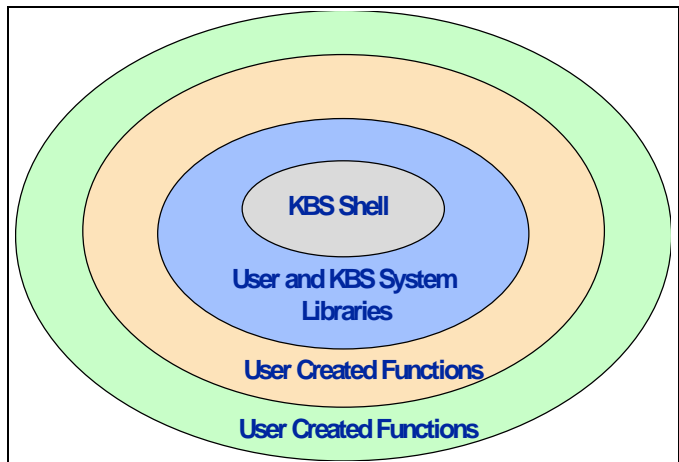 KBS Shell
User and KBS System
Libraries
User Created Functions
User Created Functions